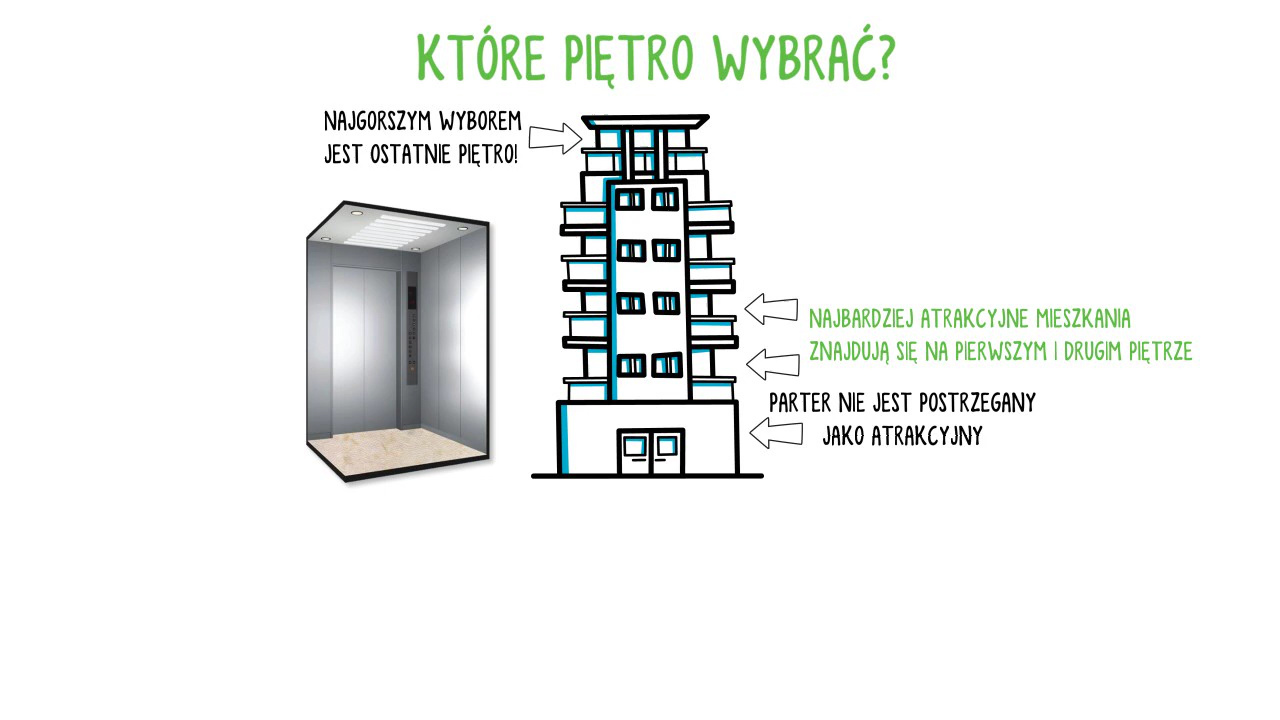 KTÓRE PIĘTRO WYBRAĆ?
NAJGORSZYM WYBOREM
JEST OSTATNIE PIĘTRO!
NAJBARDZIEJ ATRAKCYJNE MIESZKANIA
ZNAJDUJĄ SIĘ NA PIERWSZYM I DRUGIM PIĘTRZE
PARTER NIE JEST POSTRZEGANY
JAKO ATRAKCYJNY